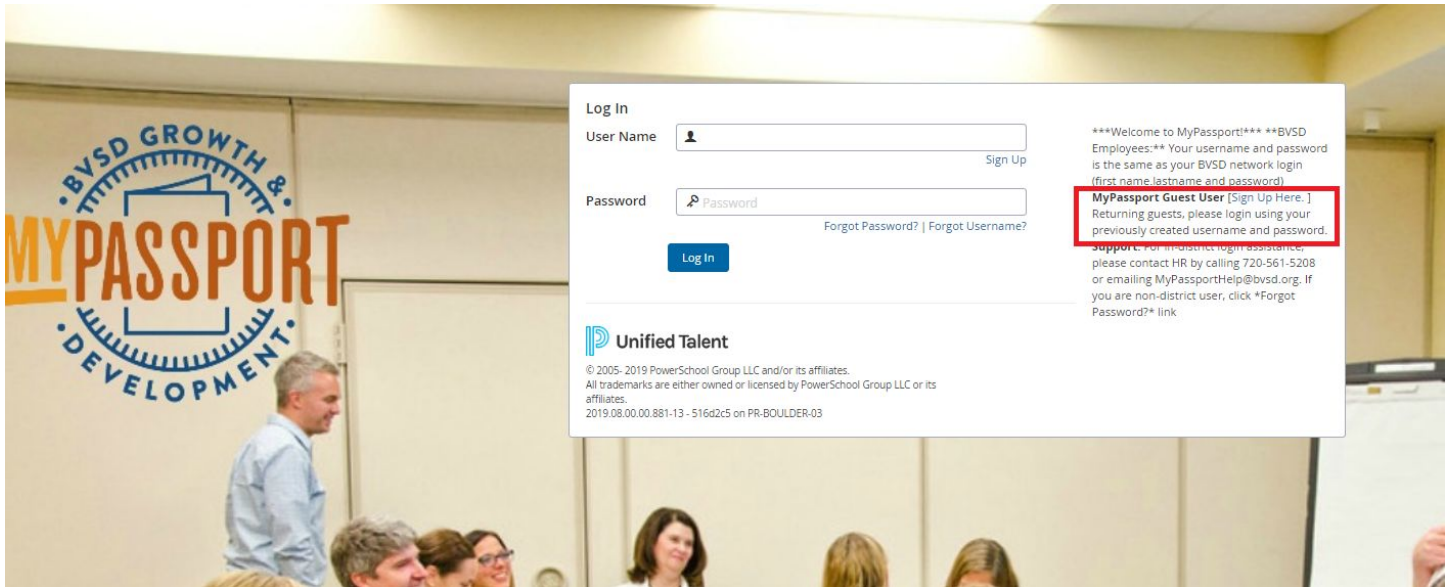 BVSD GROWTH &
MYPASSPORT
DEVELOPMENT
Log In
User Name
Sign Up
Password
Password
Forgot Password? | Forgot Username?
Log In
Unified Talent
© 2005- 2019 PowerSchool Group LLC and/or its affiliates.
All trademarks are either owned or licensed by PowerSchool Group LLC or its
affiliates.
2019.08.00.00.881-13 - 516d2c5 on PR-BOULDER-03
***Welcome to MyPassport!*** **BVSD
Employees:** Your username and password
is the same as your BVSD network login
(first name.lastname and password)
MyPassport Guest User [Sign Up Here. ]
Returning guests, please login using your
previously created username and password.
Support: For in-district login assistance,
please contact HR by calling 720-561-5208
or emailing MyPassportHelp@bvsd.org. If
you are non-district user, click *Forgot
Password?* link